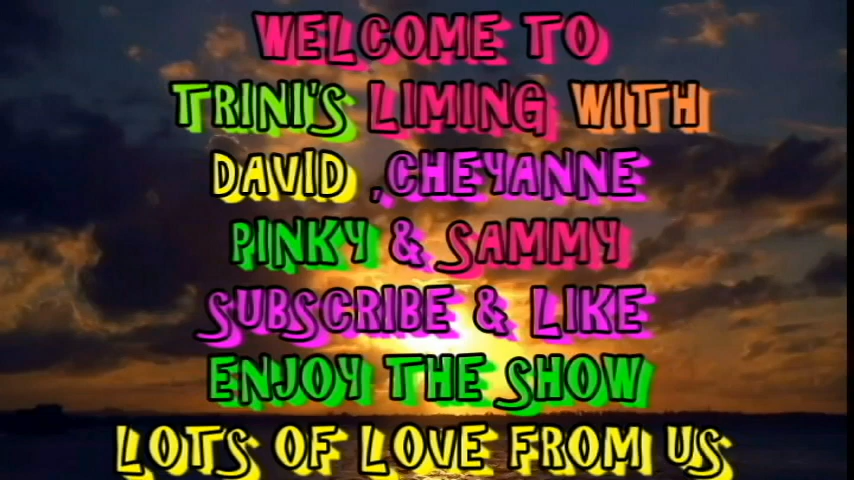 WELCOME TO
TRINI'S LIMING WITH
DAVID ,CHEYANNE
PINKY & SAMMY
SUBSCRIBE & LIKE
ENJOY THE SHOW
LOTS OF LOVE FROM US